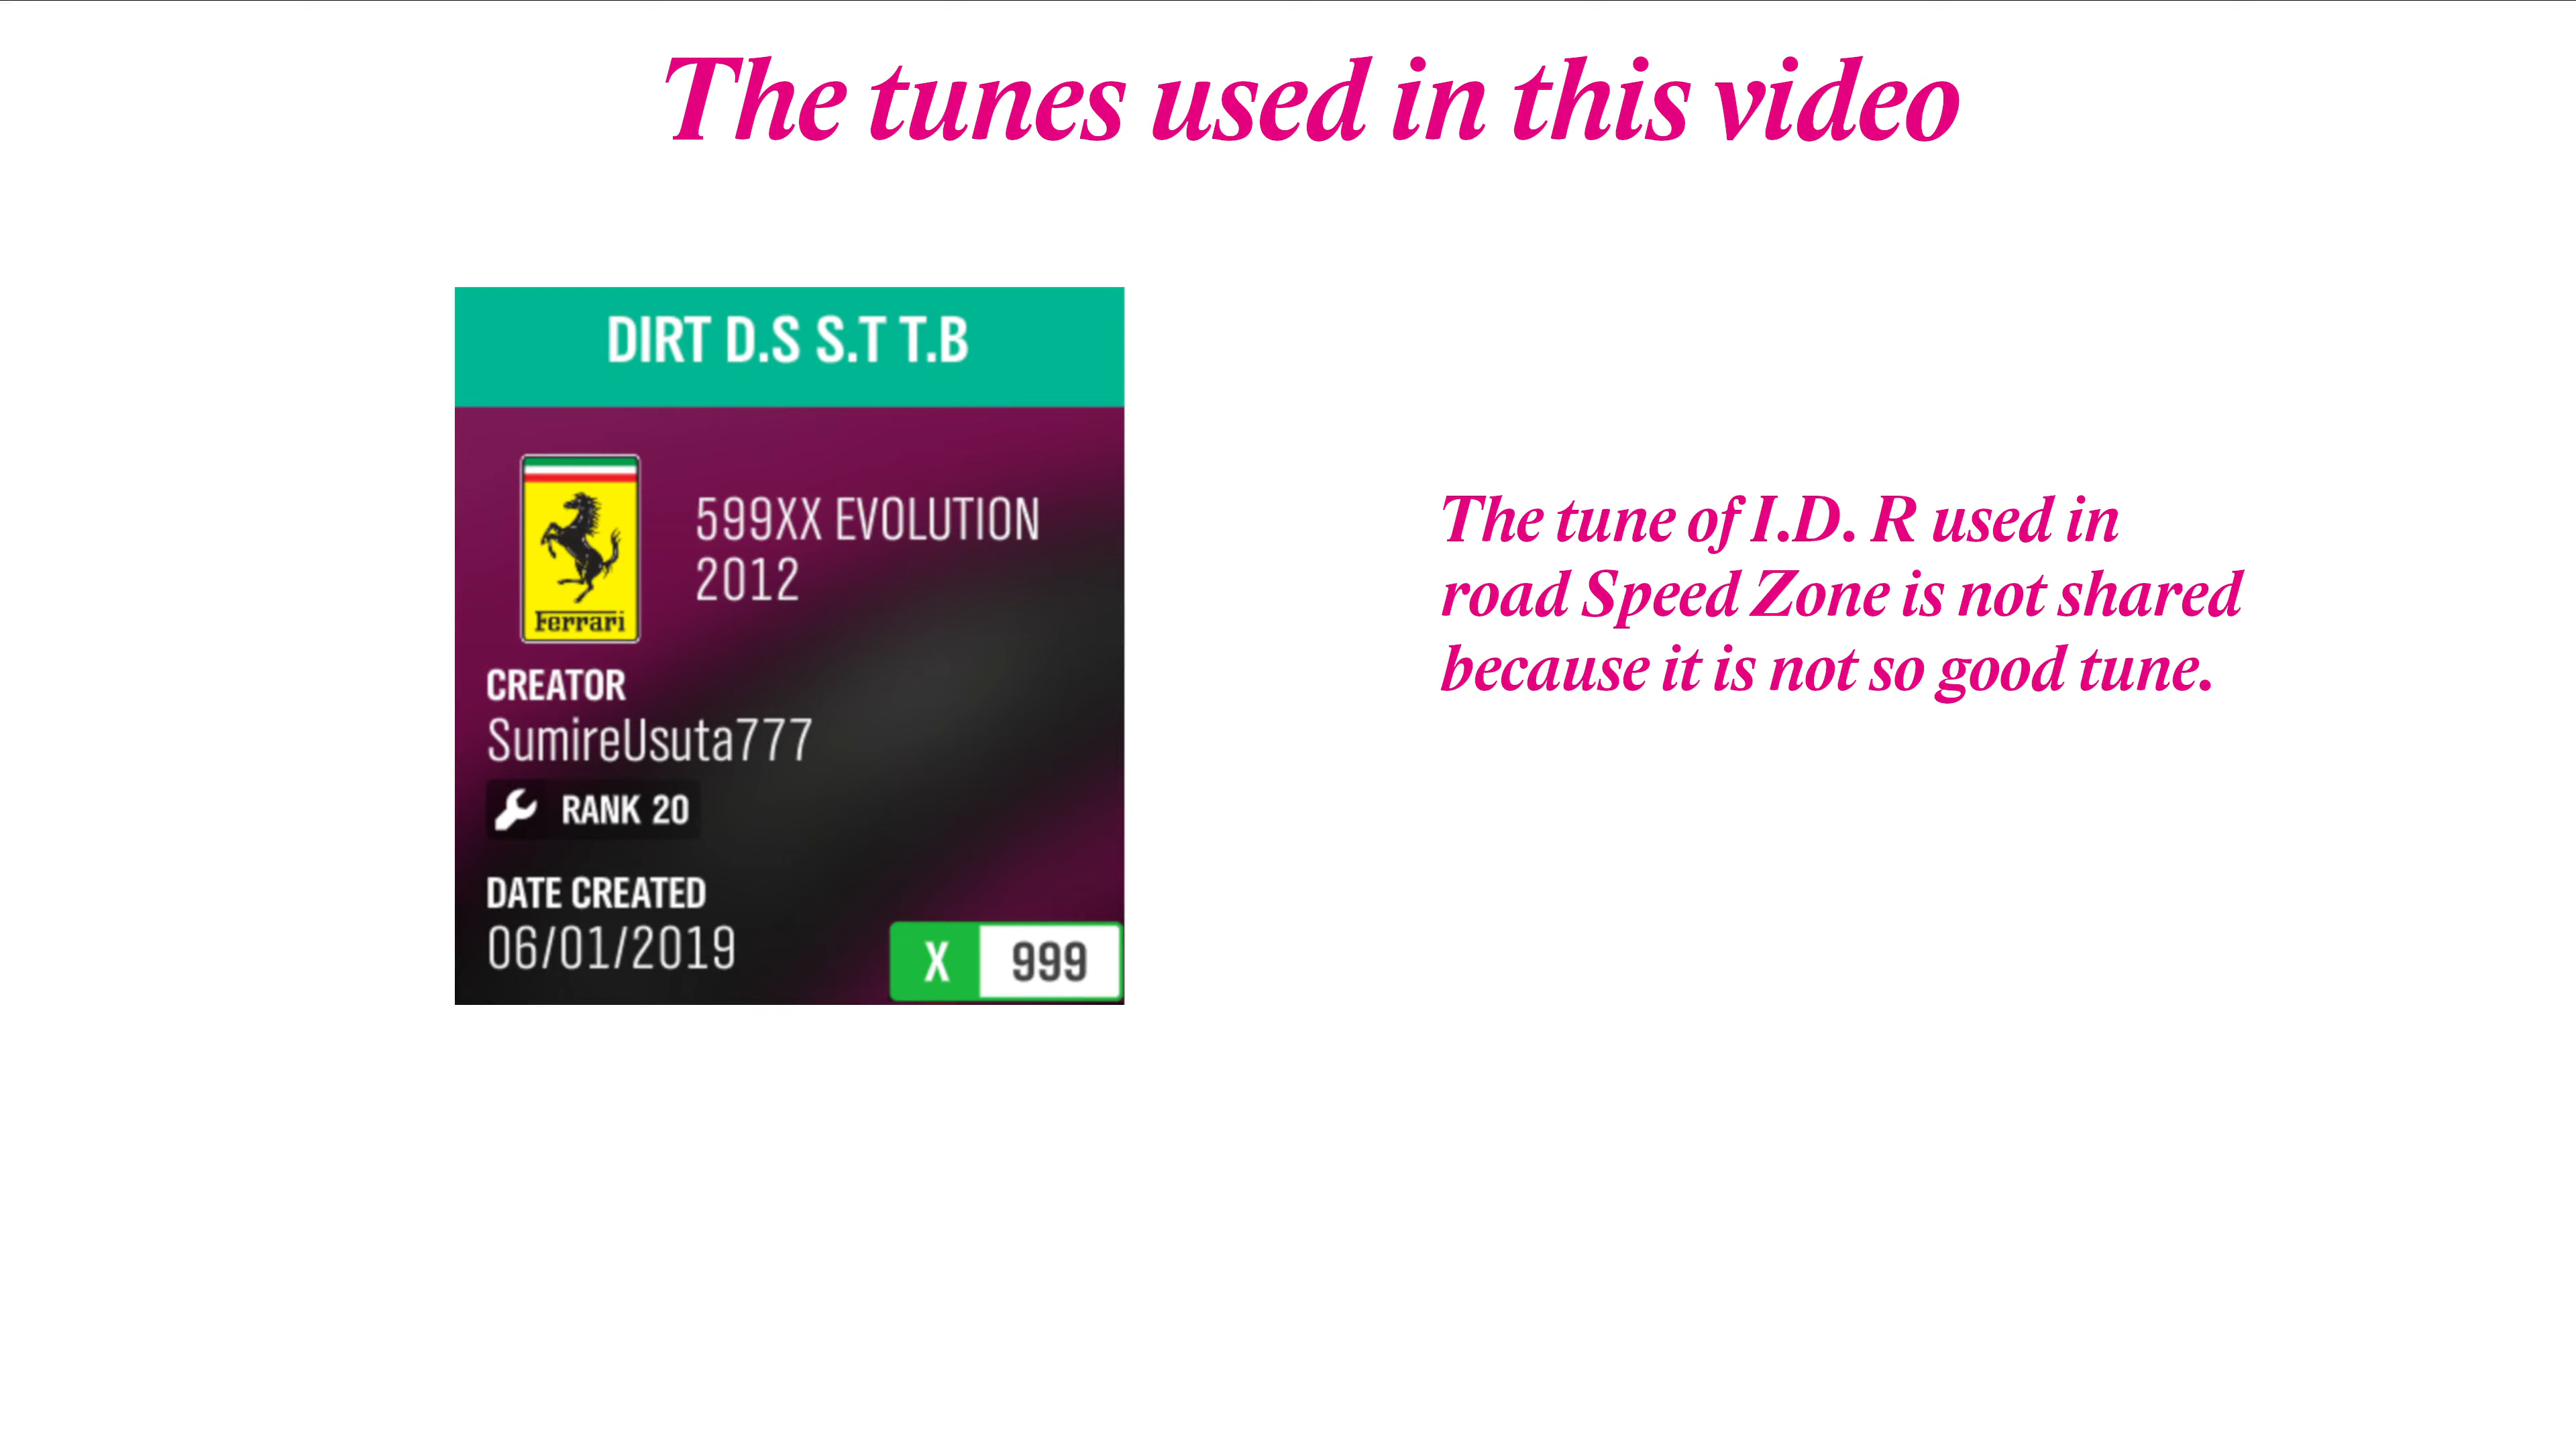 The tunes used in this video
DIRT D.S S.T T.B
599XX EVOLUTION
2012
Ferrari
CREATOR
SumireUsuta777
RANK 20
DATE CREATED
06/01/2019
X 999
The tune of I.D. R used in
road Speed Zone is not shared
because it is not so good tune.